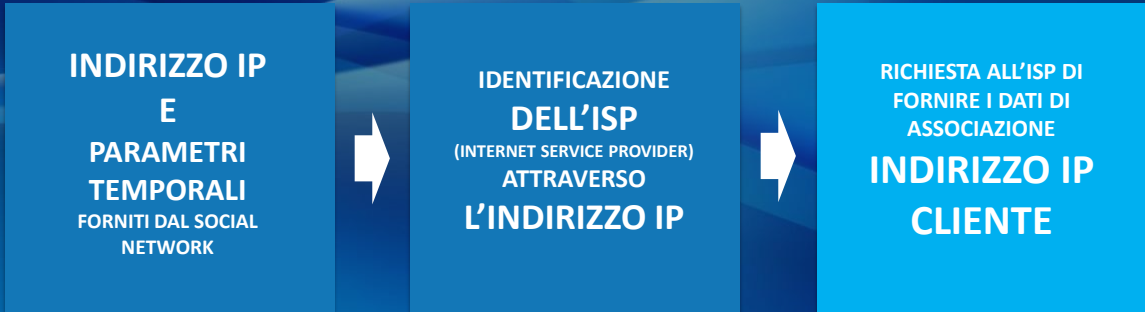 INDIRIZZO IP
E
PARAMETRI
TEMPORALI
FORNITI DAL SOCIAL
NETWORK
IDENTIFICAZIONE
DELL’ISP
(INTERNET SERVICE PROVIDER)
ATTRAVERSO
L’INDIRIZZO IP
RICHIESTA ALL’ISP DI
FORNIRE I DATI DI
ASSOCIAZIONE
INDIRIZZO IP
CLIENTE